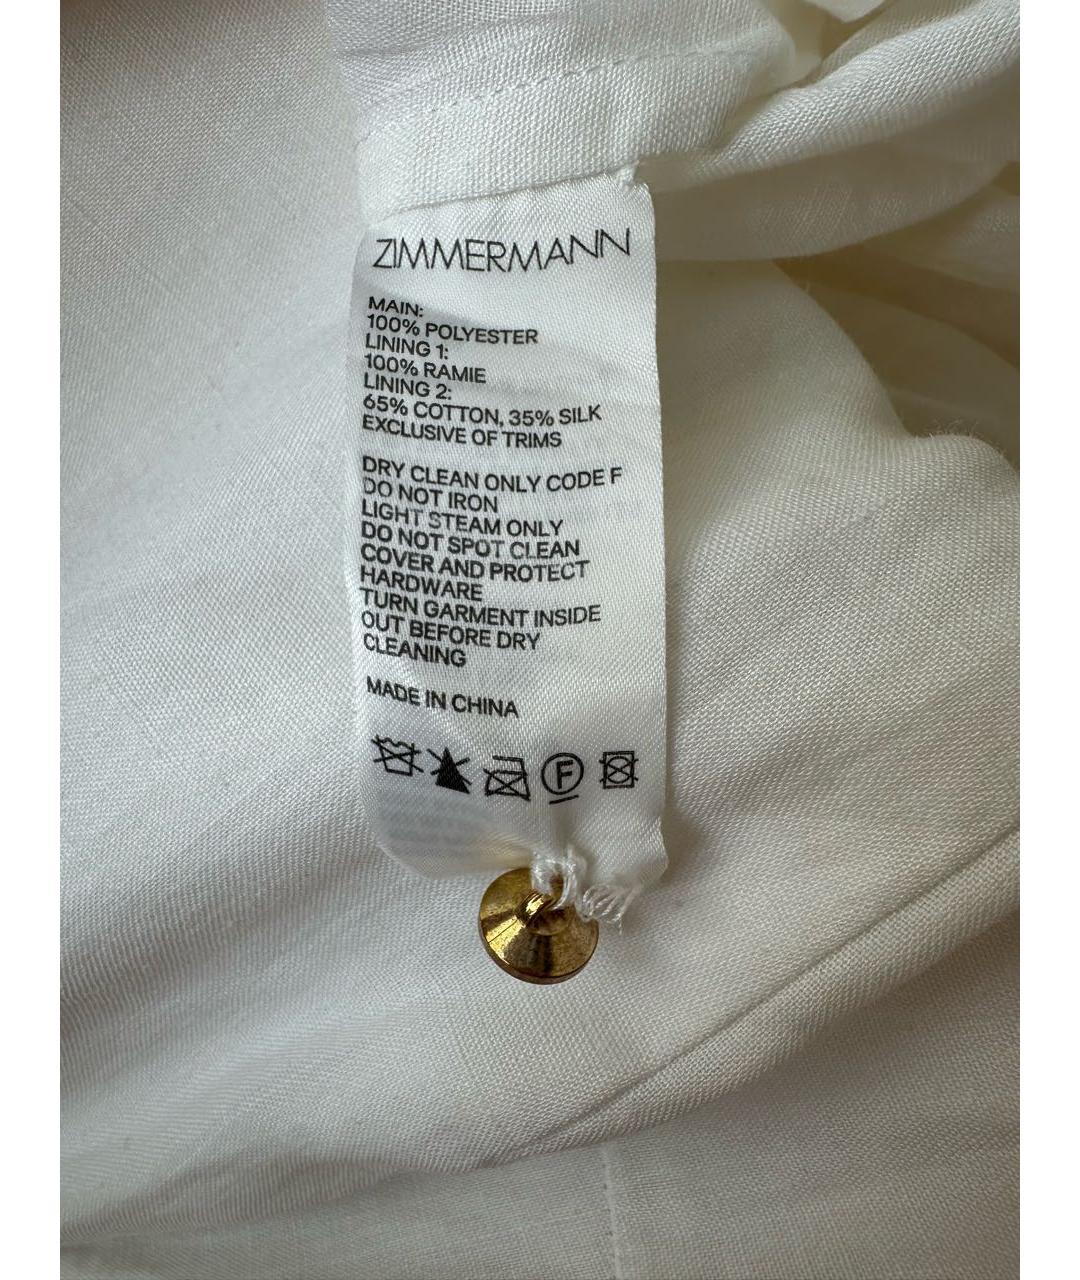 ZIMMERMANN
MAIN:
100% POLYESTER
LINING 1:
100% RAMIE
LINING 2:
65% COTTON, 35% SILK
EXCLUSIVE OF TRIMS
DRY CLEAN ONLY CODE F
DO NOT IRON
LIGHT STEAM ONLY
DO NOT SPOT CLEAN
COVER AND PROTECT
HARDWARE
TURN GARMENT INSIDE
OUT BEFORE DRY
CLEANING
MADE IN CHINA
F